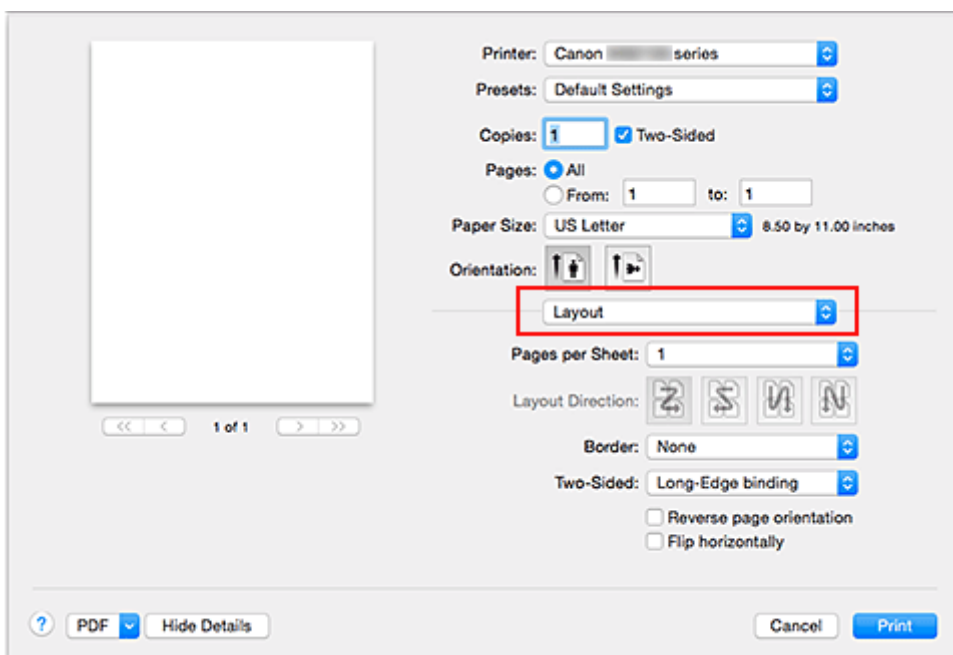 Printer: Canon series
Presets: Default Settings
Copies: 1 Two-Sided
Pages: All
From: 1 to: 1
Paper Size: US Letter 8.50 by 11.00 inches
Orientation:
Layout
Pages per Sheet: 1
Layout Direction:
<< < 1 of 1 > >>
Border: None
Two-Sided: Long-Edge binding
Reverse page orientation
Flip horizontally
? PDF Hide Details Cancel Print